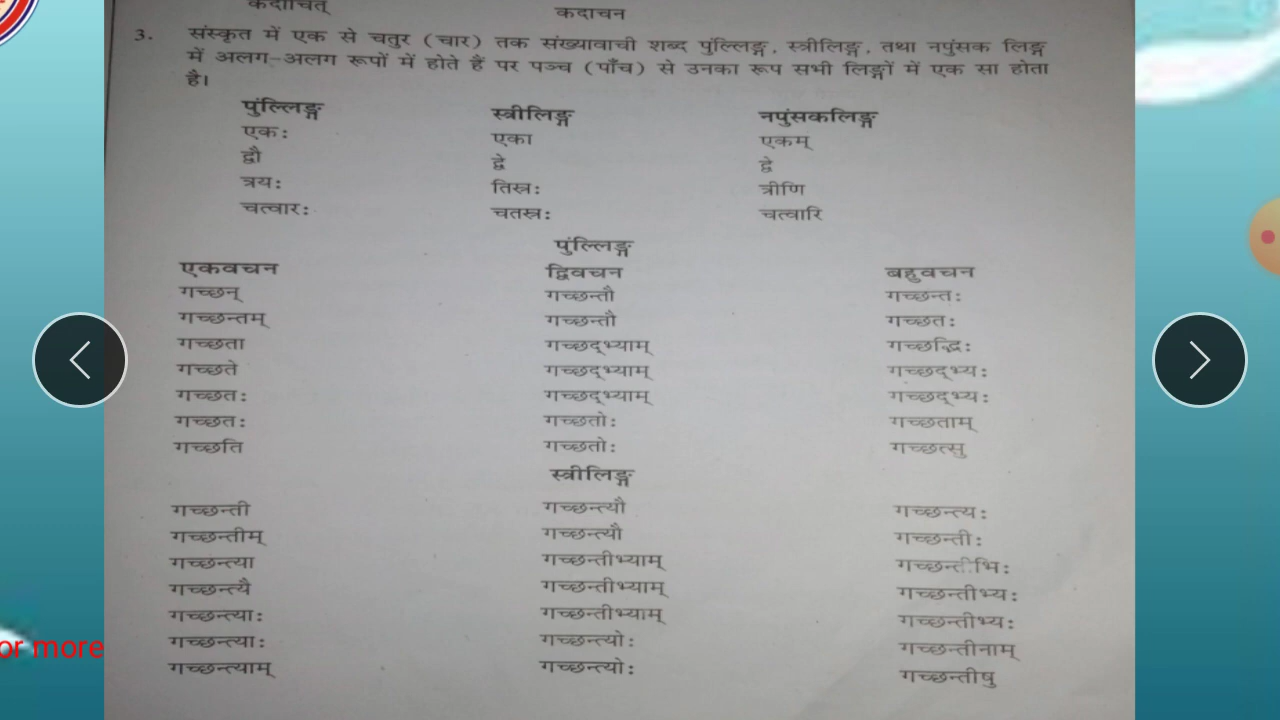 कदाचित् कदाचन
3. संस्कृत में एक से चतुर (चार) तक संख्यावाची शब्द पुंल्लिङ्ग, स्त्रीलिङ्ग, तथा नपुंसक लिङ्ग
में अलग-अलग रूपों में होते हैं पर पञ्च (पाँच) से उनका रूप सभी लिङ्गों में एक सा होता
है।
पुंल्लिङ्ग स्त्रीलिङ्ग नपुंसकलिङ्ग
एक: एका एकम्
द्वौ द्वे द्वे
त्रय: तिस्र: त्रीणि
चत्वार: चतस्र: चत्वारि
पुंल्लिङ्ग
एकवचन द्विवचन बहुवचन
गच्छन् गच्छन्तौ गच्छन्त:
गच्छन्तम् गच्छन्तौ गच्छत:
गच्छता गच्छद्भ्याम् गच्छद्भि:
गच्छते गच्छद्भ्याम् गच्छद्भ्य:
गच्छत: गच्छद्भ्याम् गच्छद्भ्य:
गच्छत: गच्छतो: गच्छताम्
गच्छति गच्छतो: गच्छत्सु
स्त्रीलिङ्ग
गच्छन्ती गच्छन्त्यौ गच्छन्त्य:
गच्छन्तीम् गच्छन्त्यौ गच्छन्ती:
गच्छन्त्या गच्छन्तीभ्याम् गच्छन्तीभि:
गच्छन्त्यै गच्छन्तीभ्याम् गच्छन्तीभ्य:
गच्छन्त्या: गच्छन्तीभ्याम् गच्छन्तीभ्य:
गच्छन्त्या: गच्छन्त्यो: गच्छन्तीनाम्
गच्छन्त्याम् गच्छन्त्यो: गच्छन्तीषु
or more